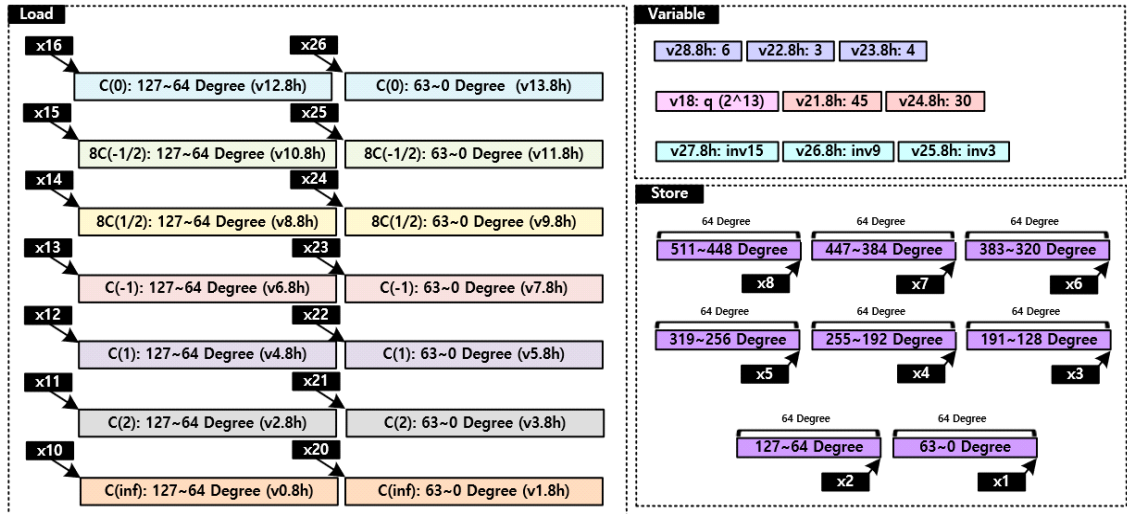 Load
x16
x26
C(0): 127~64 Degree (v12.8h)
C(0): 63~0 Degree (v13.8h)
x15
x25
8C(-1/2): 127~64 Degree (v10.8h)
8C(-1/2): 63~0 Degree (v11.8h)
x14
x24
8C(1/2): 127~64 Degree (v8.8h)
8C(1/2): 63~0 Degree (v9.8h)
x13
x23
C(-1): 127~64 Degree (v6.8h)
C(-1): 63~0 Degree (v7.8h)
x12
x22
C(1): 127~64 Degree (v4.8h)
C(1): 63~0 Degree (v5.8h)
x11
x21
C(2): 127~64 Degree (v2.8h)
C(2): 63~0 Degree (v3.8h)
x10
x20
C(inf): 127~64 Degree (v0.8h)
C(inf): 63~0 Degree (v1.8h)
Variable
v28.8h: 6
v22.8h: 3
v23.8h: 4
v18: q (2^13)
v21.8h: 45
v24.8h: 30
v27.8h: inv15
v26.8h: inv9
v25.8h: inv3
Store
64 Degree
64 Degree
64 Degree
511~448 Degree
447~384 Degree
383~320 Degree
x8
x7
x6
64 Degree
64 Degree
64 Degree
319~256 Degree
255~192 Degree
191~128 Degree
x5
x4
x3
64 Degree
64 Degree
127~64 Degree
63~0 Degree
x2
x1